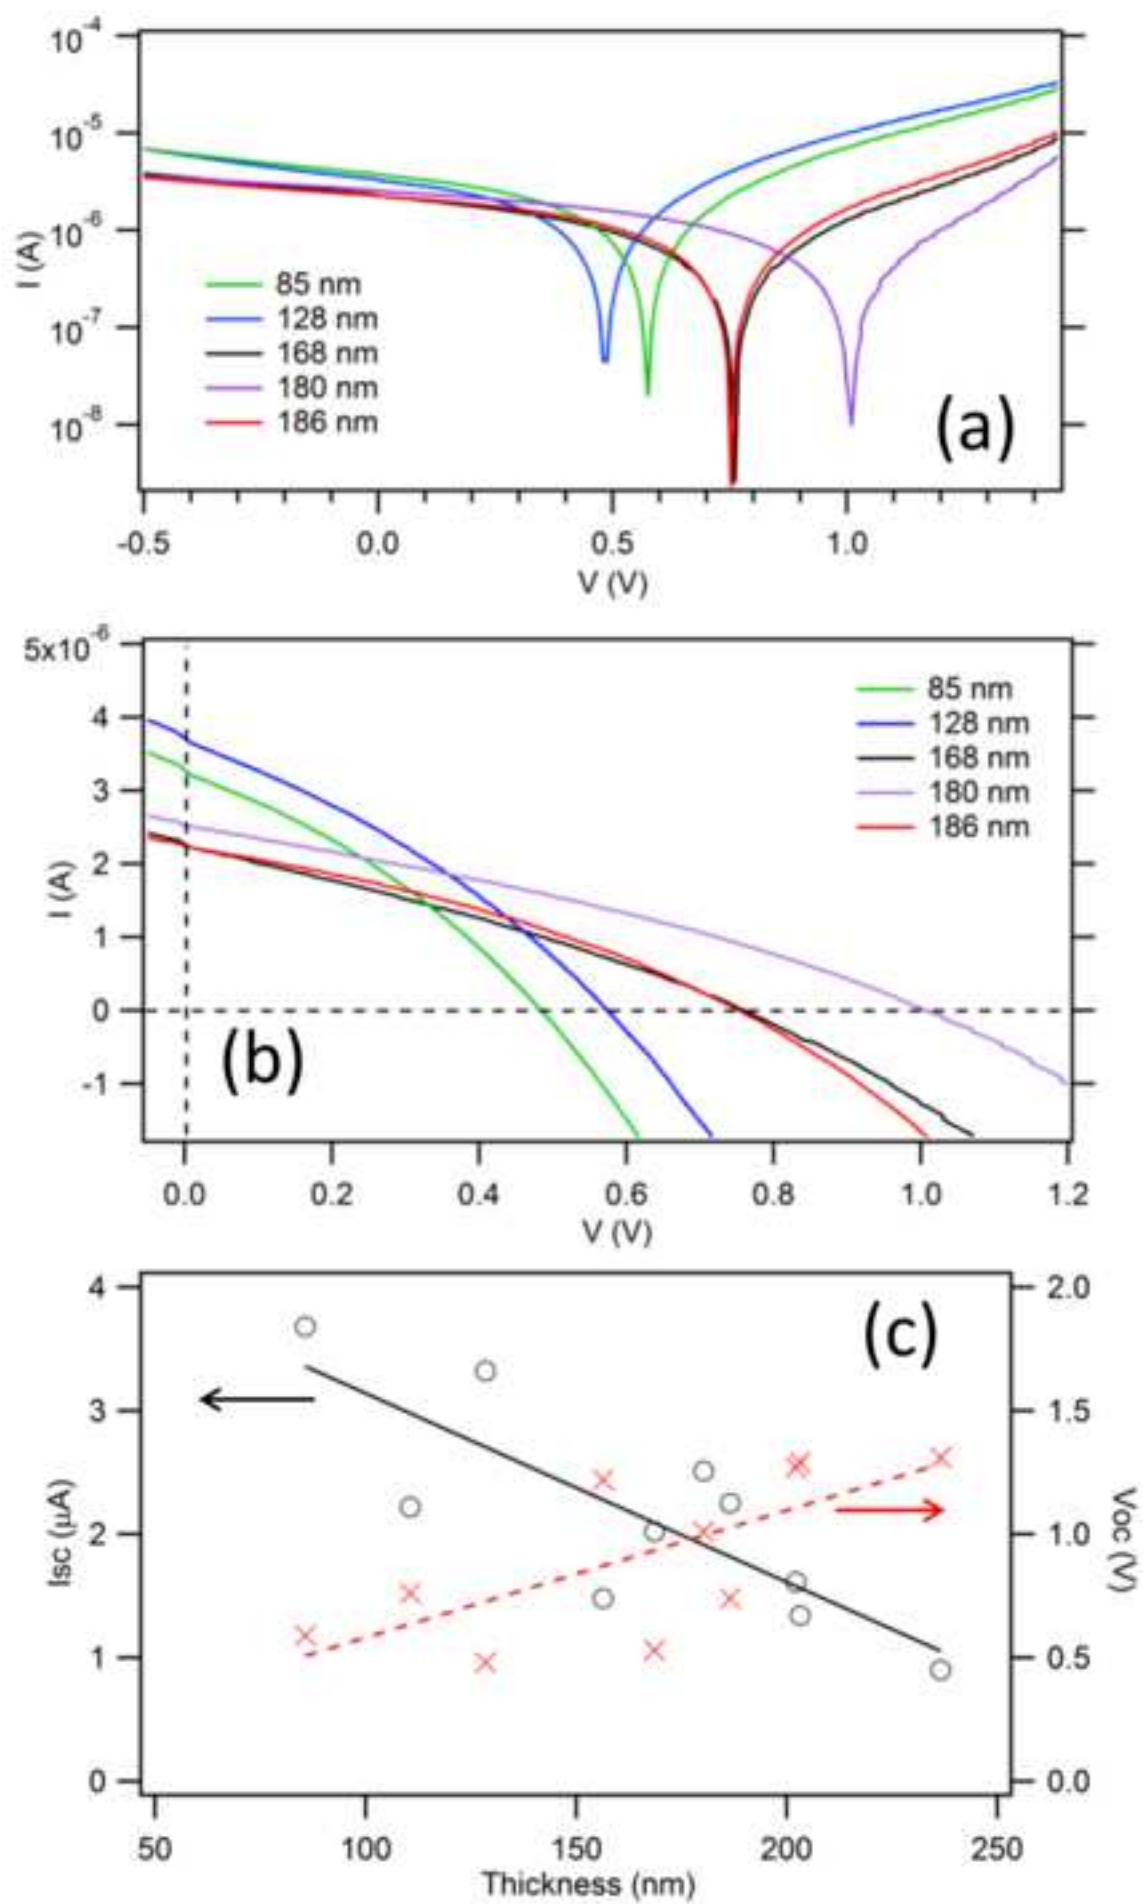 10-4
10-5
10-6
10-7
10-8
I (A)
85 nm
128 nm
168 nm
180 nm
186 nm
(a)
-0.5 0.0 0.5 1.0
V (V)
5x10-6
4
3
2
1
0
-1
I (A)
85 nm
128 nm
168 nm
180 nm
186 nm
(b)
0.0 0.2 0.4 0.6 0.8 1.0 1.2
V (V)
4
3
2
1
0
Isc (µA)
(c)
2.0
1.5
1.0
0.5
0.0
Voc (V)
50 100 150 200 250
Thickness (nm)